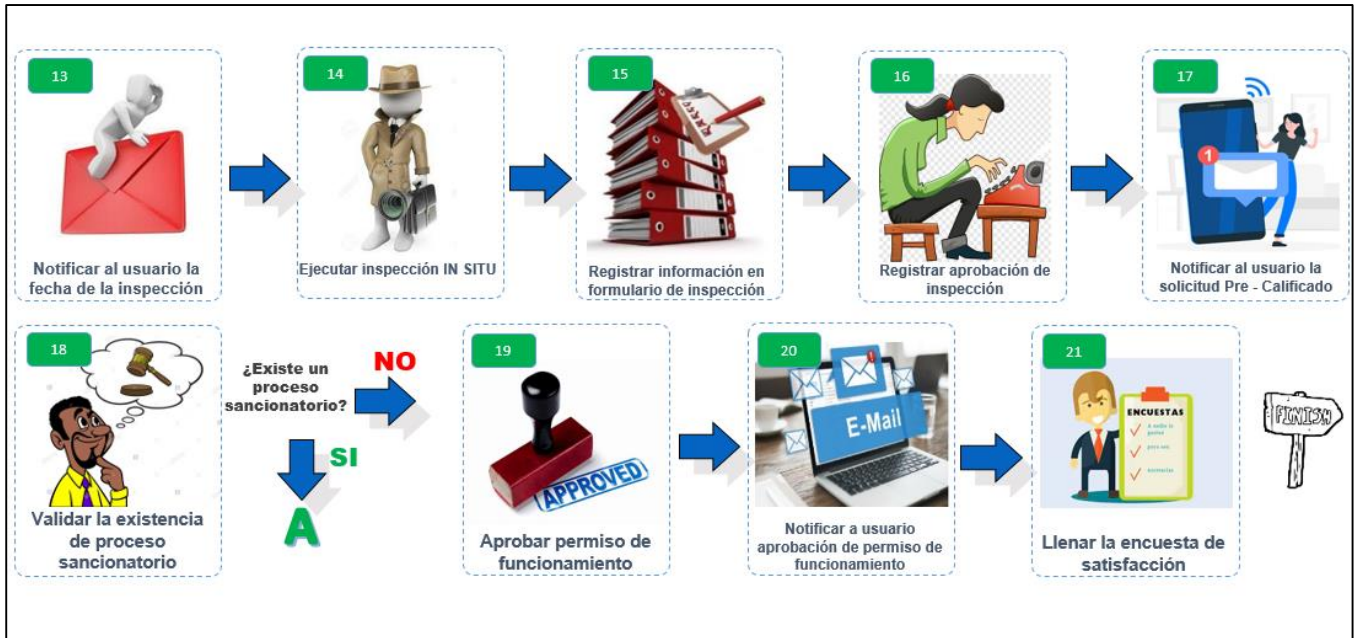 13
Notificar al usuario la
fecha de la inspección
14
Ejecutar inspección IN SITU
15
Registrar información en
formulario de inspección
16
Registrar aprobación de
inspección
17
1
Notificar al usuario la
solicitud Pre - Calificado
18
Validar la existencia
de proceso
sancionatorio
¿Existe un
proceso
sancionatorio?
NO
SI
A
19
APPROVED
Aprobar permiso de
funcionamiento
20
E-Mail
Notificar a usuario
aprobación de permiso de
funcionamiento
21
ENCUESTAS
Llenar la encuesta de
satisfacción
FINISH